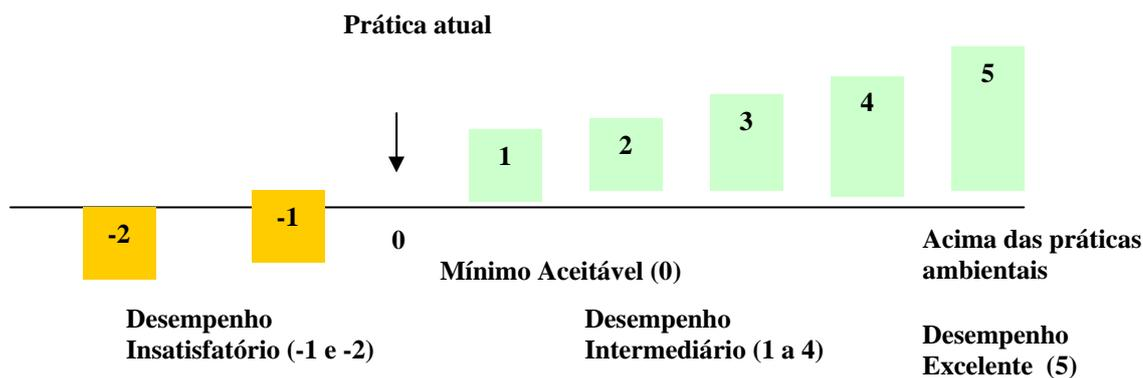 Prática atual
5
4
3
2
1
-1
-2
0
Acima das práticas
ambientais
Mínimo Aceitável (0)
Desempenho
Insatisfatório (-1 e -2)
Desempenho
Intermediário (1 a 4)
Desempenho
Excelente (5)